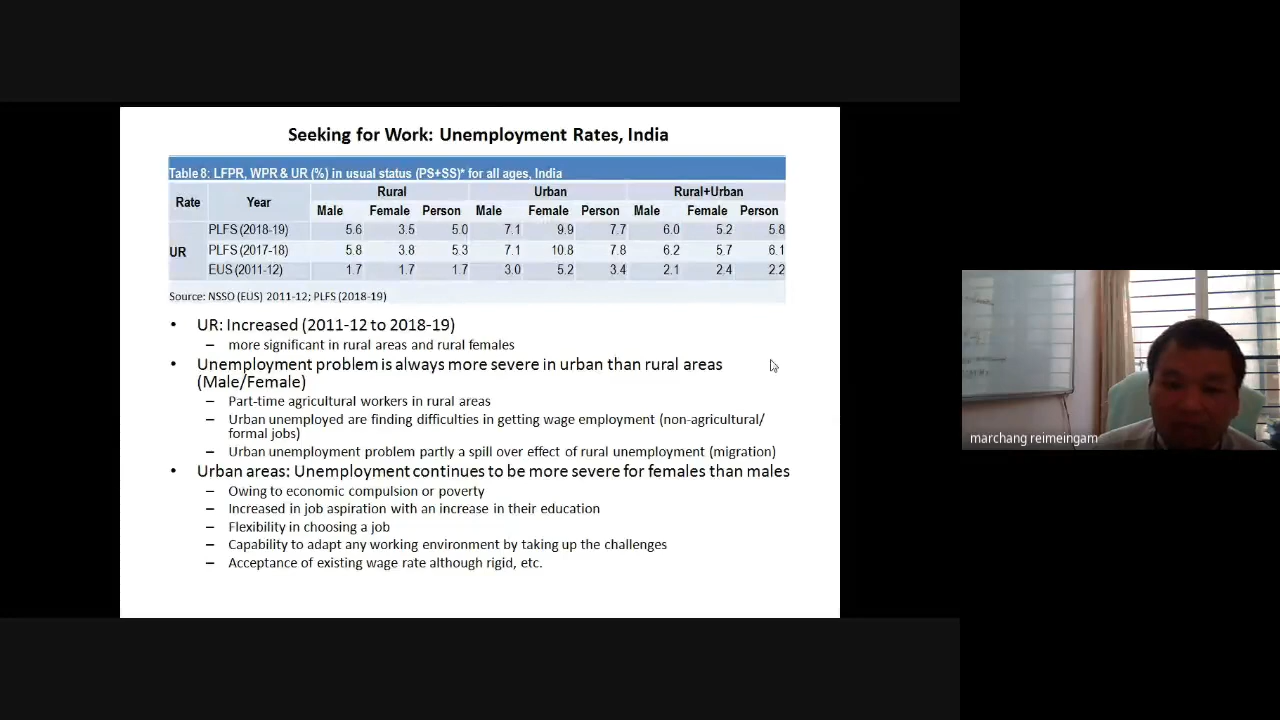 Seeking for Work: Unemployment Rates, India
Table 8: LFPR, WPR & UR (%) in usual status (PS+SS)* for all ages, India
Rate Year Rural Urban Rural+Urban
Male Female Person Male Female Person Male Female Person
UR PLFS (2018-19) 5.6 3.5 5.0 7.1 9.9 7.7 6.0 5.2 5.8
PLFS (2017-18) 5.8 3.8 5.3 7.1 10.8 7.8 6.2 5.7 6.1
EUS (2011-12) 1.7 1.7 1.7 3.0 5.2 3.4 2.1 2.4 2.2
Source: NSSO (EUS) 2011-12; PLFS (2018-19)
• UR: Increased (2011-12 to 2018-19)
– more significant in rural areas and rural females
• Unemployment problem is always more severe in urban than rural areas
(Male/Female)
– Part-time agricultural workers in rural areas
– Urban unemployed are finding difficulties in getting wage employment (non-agricultural/
formal jobs)
– Urban unemployment problem partly a spill over effect of rural unemployment (migration)
• Urban areas: Unemployment continues to be more severe for females than males
– Owing to economic compulsion or poverty
– Increased in job aspiration with an increase in their education
– Flexibility in choosing a job
– Capability to adapt any working environment by taking up the challenges
– Acceptance of existing wage rate although rigid, etc.
marchang reimeingam